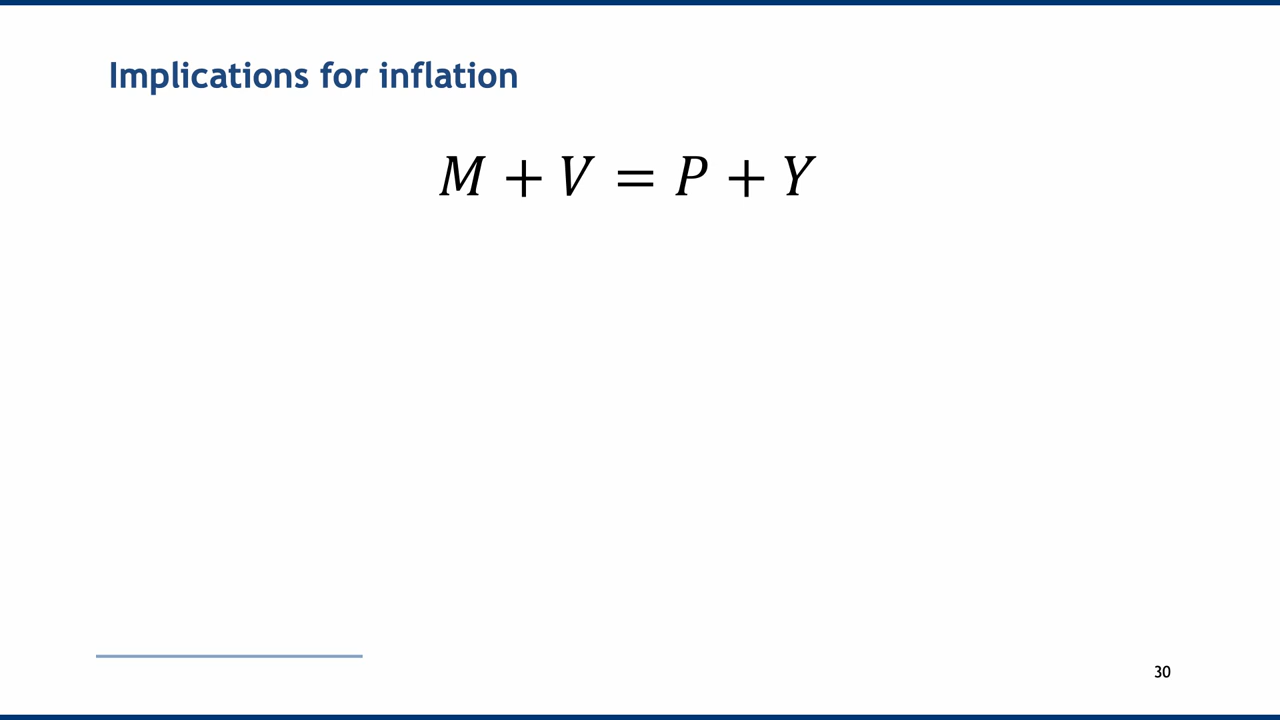 Implications for inflation
M + V = P + Y
30